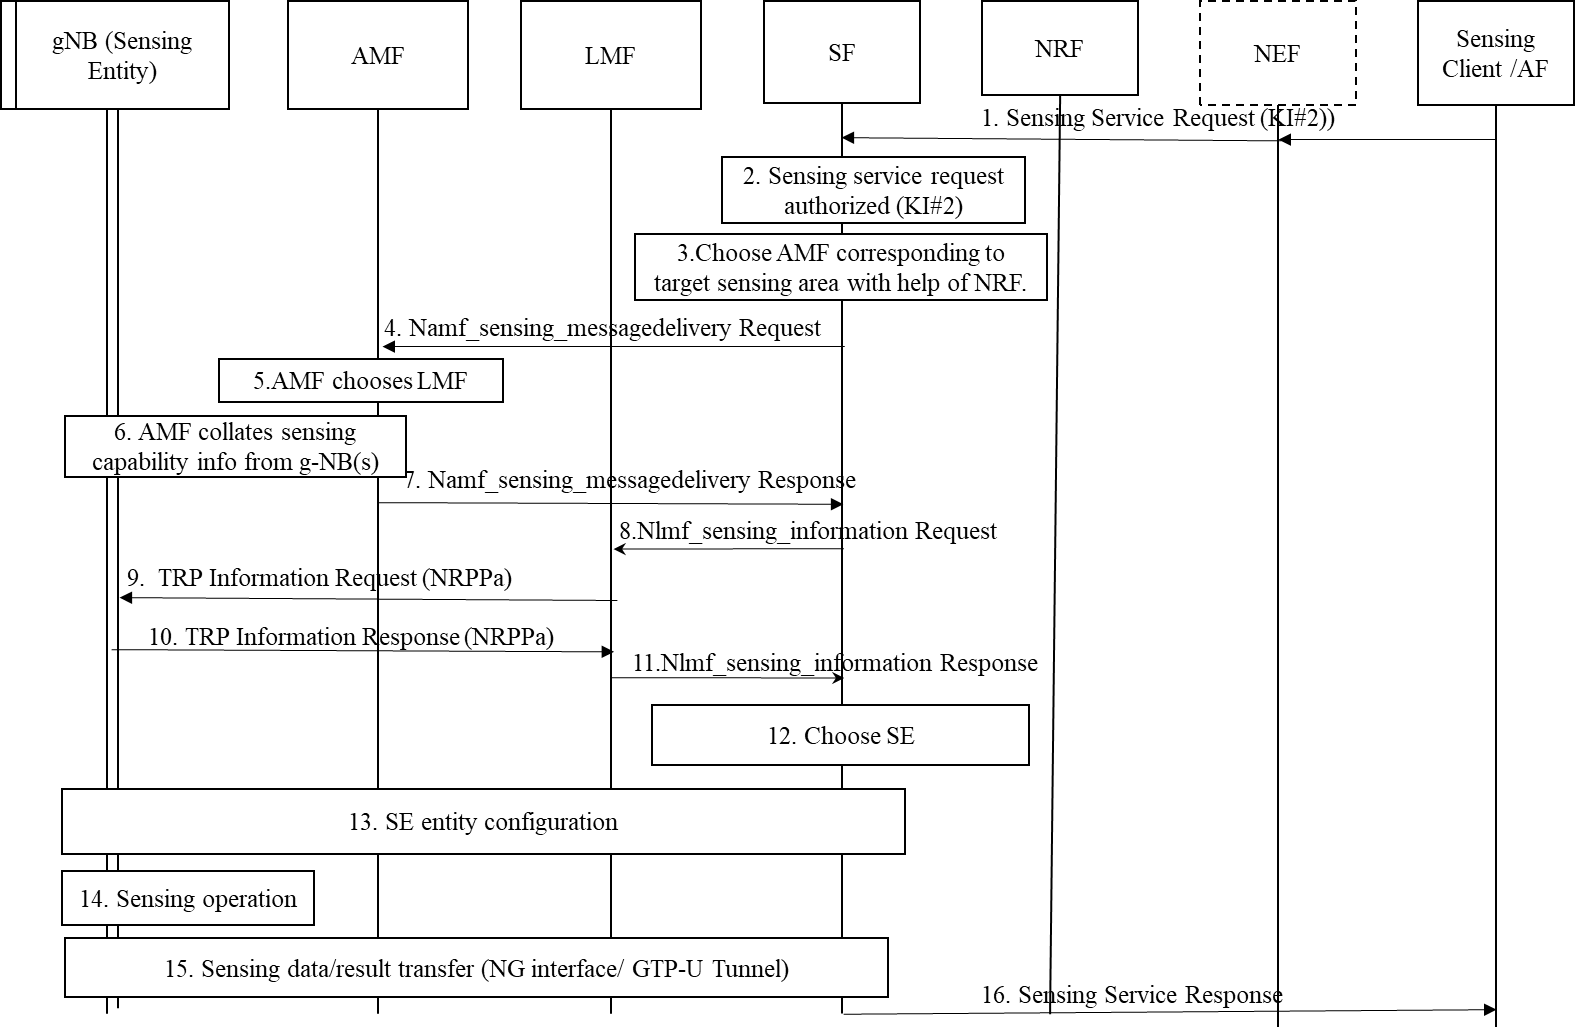 gNB (Sensing
Entity)
AMF
LMF
SF
NRF
NEF
Sensing
Client /AF
1. Sensing Service Request (KI#2))
2. Sensing service request
authorized (KI#2)
3.Choose AMF corresponding to
target sensing area with help of NRF.
4. Namf_sensing_messagedelivery Request
5.AMF chooses LMF
6. AMF collates sensing
capability info from g-NB(s)
7. Namf_sensing_messagedelivery Response
8.Nlmf_sensing_information Request
9. TRP Information Request (NRPPa)
10. TRP Information Response (NRPPa)
11.Nlmf_sensing_information Response
12. Choose SE
13. SE entity configuration
14. Sensing operation
15. Sensing data/result transfer (NG interface/ GTP-U Tunnel)
16. Sensing Service Response